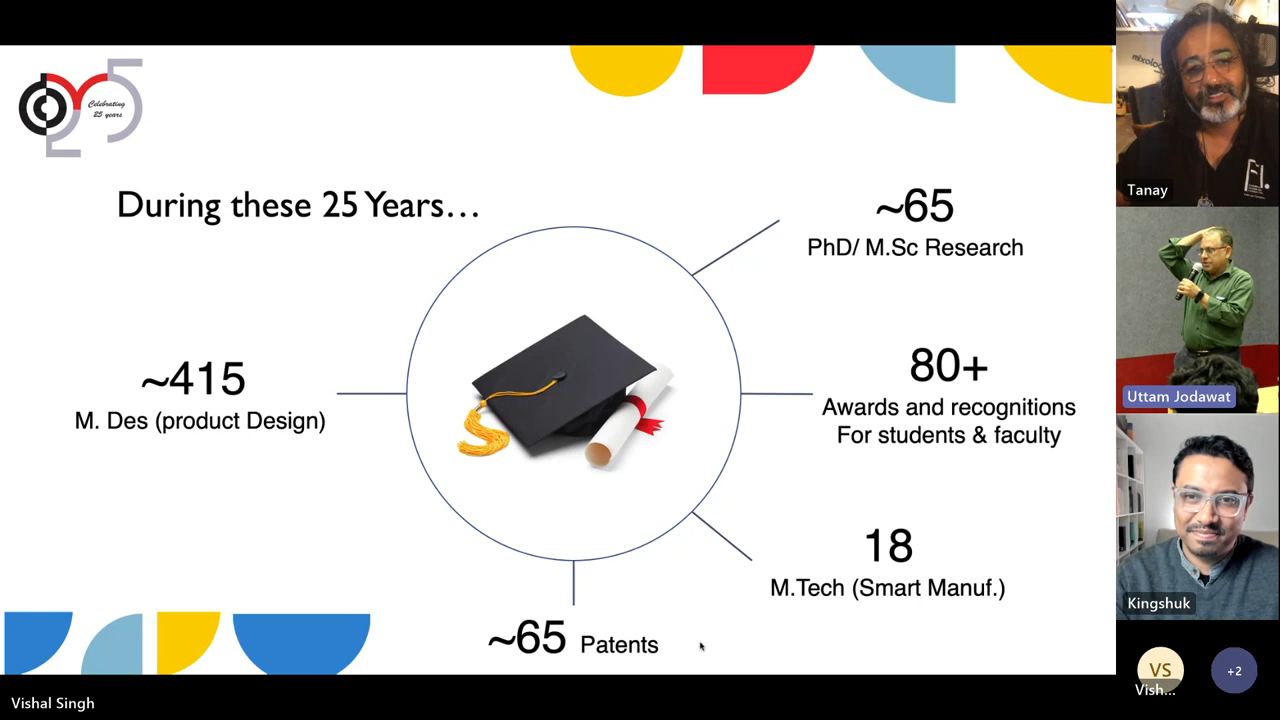 Celebrating
25 years
During these 25 Years…
~65
PhD/ M.Sc Research
~415
M. Des (product Design)
80+
Awards and recognitions
For students & faculty
18
M.Tech (Smart Manuf.)
~65 Patents
mixolo
Tanay
Uttam Jodawat
Kingshuk
VS
Vish...
+2
Vishal Singh